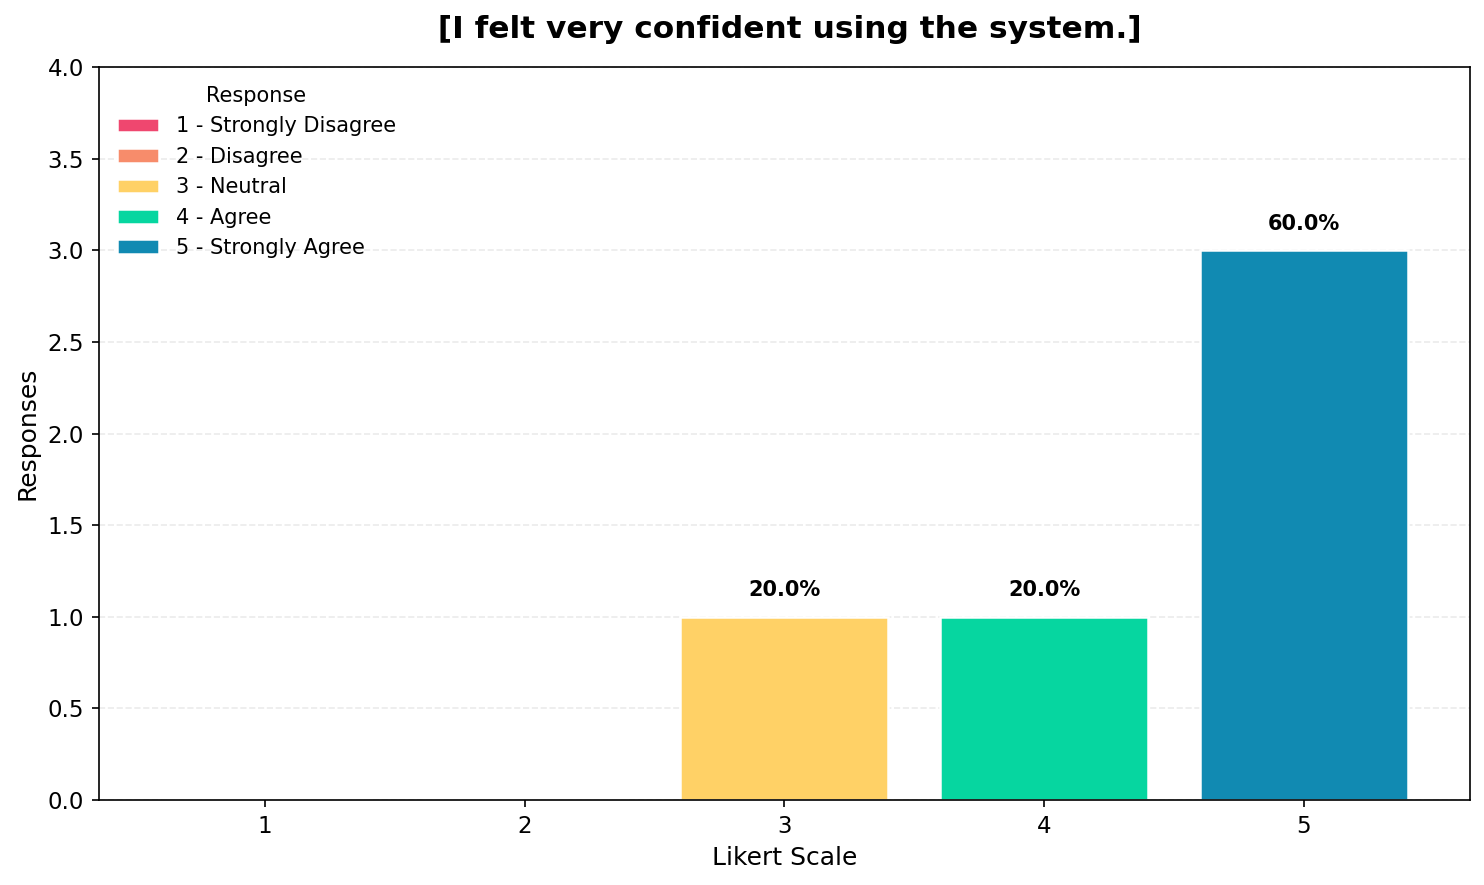 [I felt very confident using the system.]
4.0
3.5
3.0
2.5
2.0
1.5
1.0
0.5
0.0
Responses
Response
1 - Strongly Disagree
2 - Disagree
3 - Neutral
4 - Agree
5 - Strongly Agree
20.0%
20.0%
60.0%
1
2
3
4
5
Likert Scale